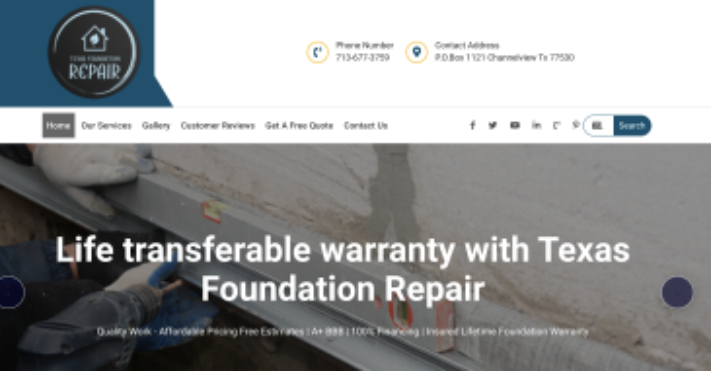 TEXAS FOUNDATION
REPAIR
Phone Number
713-677-3759
Contact Address
P.O.Box 1121 Channelview Tx 77530
Home Our Services Gallery Customer Reviews Get A Free Quote Contact Us
Search
Life transferable warranty with Texas
Foundation Repair
Quality Work - Affordable Pricing Free Estimates | A+ BBB | 100% Financing | Insured Lifetime Foundation Warranty